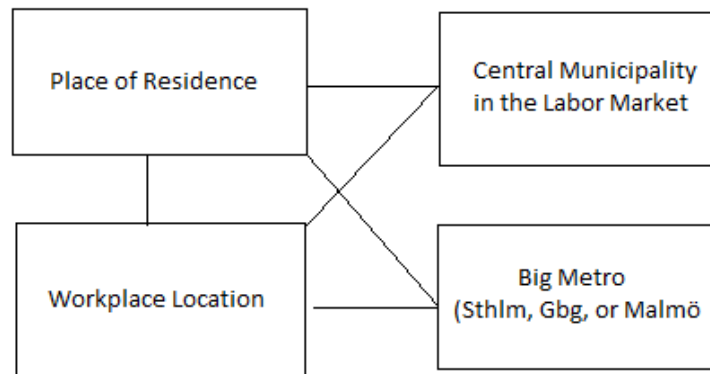 Place of Residence
Central Municipality
in the Labor Market
Workplace Location
Big Metro
(Sthlm, Gbg, or Malmö